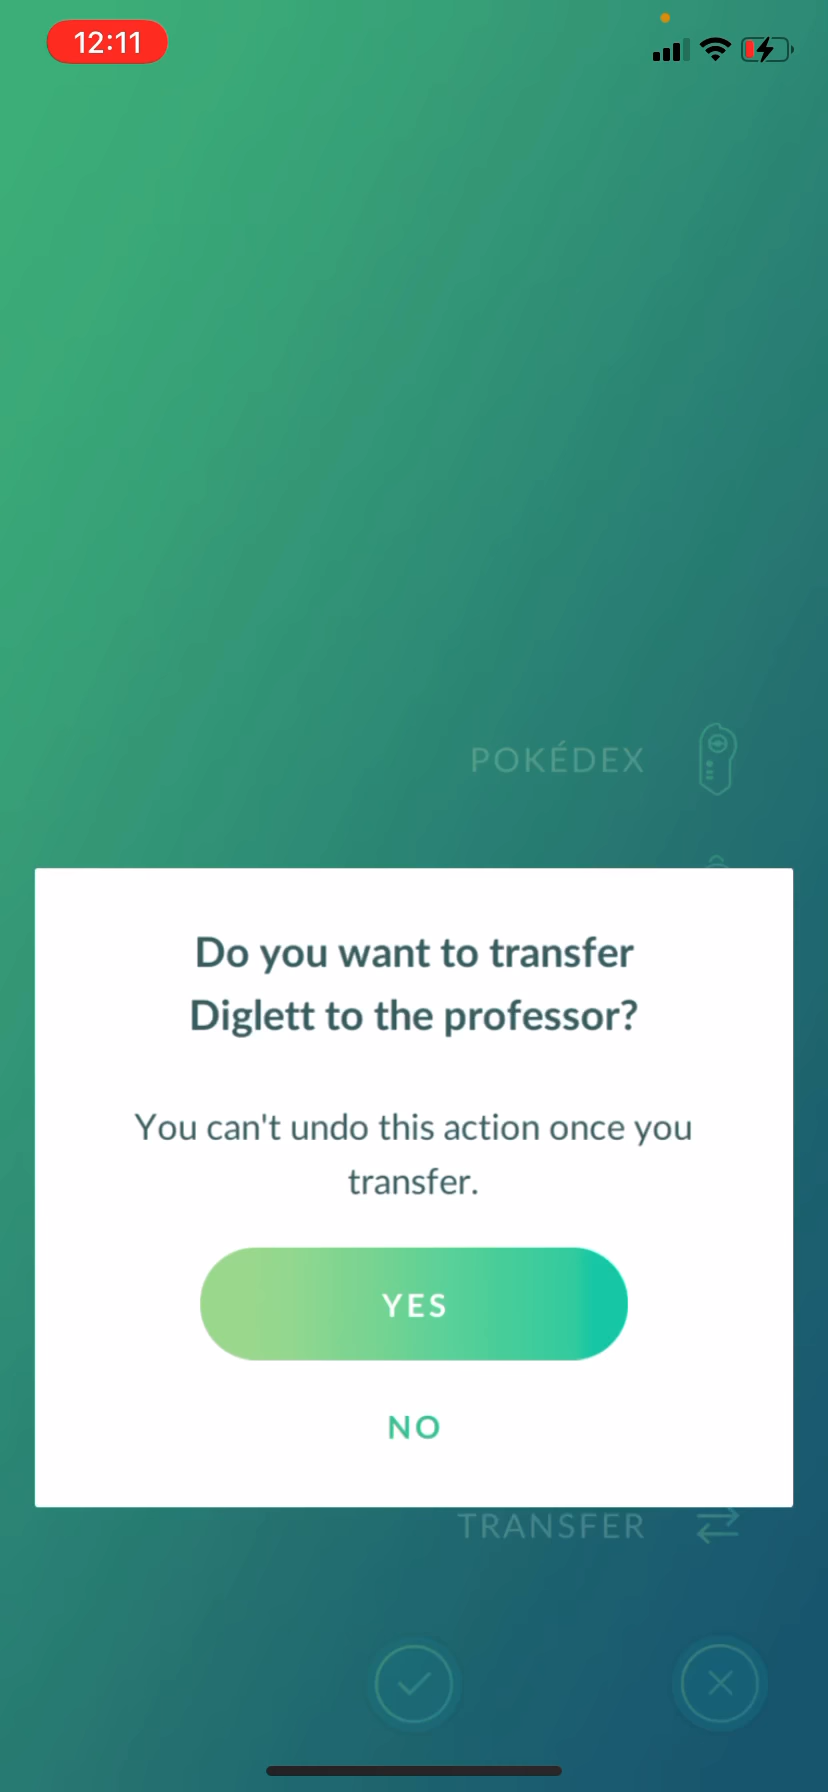 12:11
POKÉDEX
Do you want to transfer
Diglett to the professor?
You can't undo this action once you
transfer.
YES
NO
TRANSFER